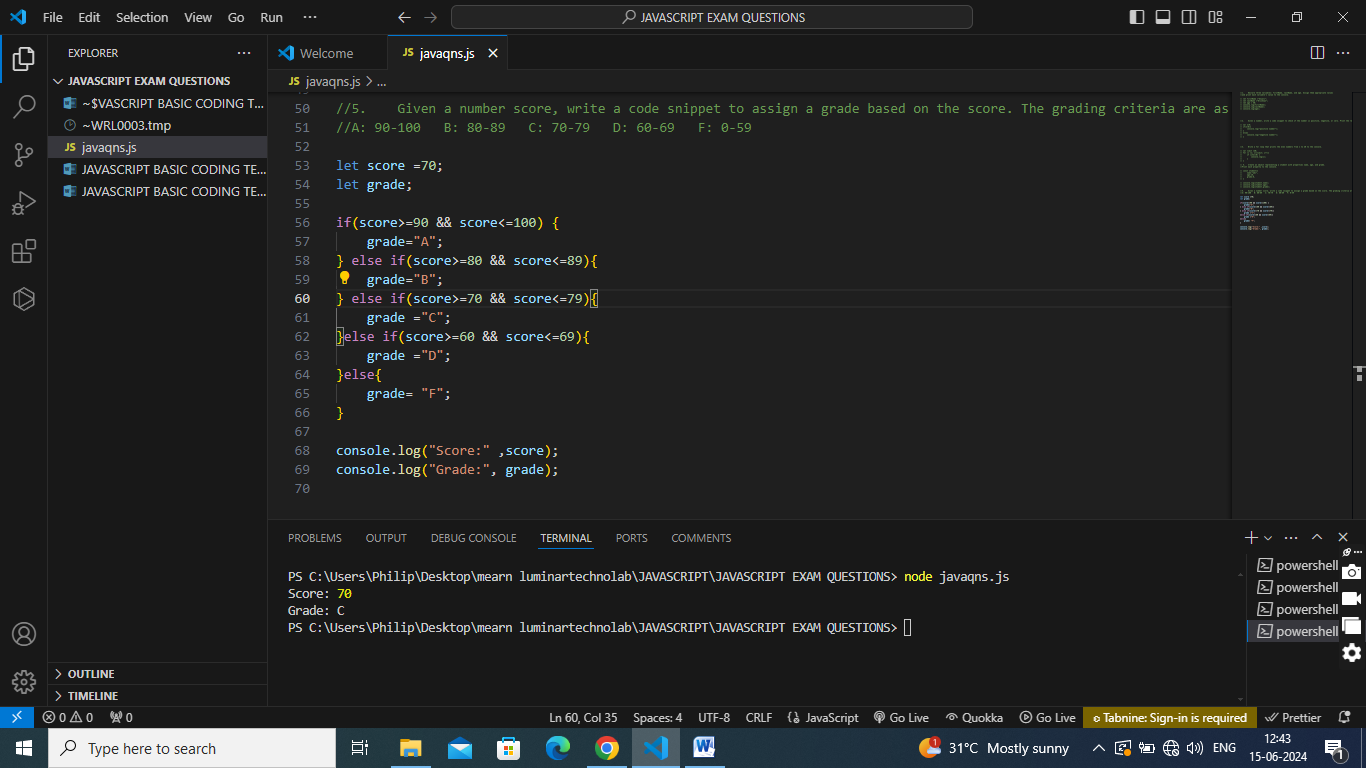 File Edit Selection View Go Run ···
JAVASCRIPT EXAM QUESTIONS
EXPLORER
JAVASCRIPT EXAM QUESTIONS
~$VASCRIPT BASIC CODING T...
~WRL0003.tmp
JS javaqns.js
JAVASCRIPT BASIC CODING TE...
JAVASCRIPT BASIC CODING TE...
OUTLINE
TIMELINE
Welcome
JS javaqns.js
JS javaqns.js > ...
50 //5.    Given a number score, write a code snippet to assign a grade based on the score. The grading criteria are as
51 //A: 90-100   B: 80-89   C: 70-79   D: 60-69   F: 0-59
52
53 let score =70;
54 let grade;
55
56 if(score>=90 && score<=100) {
57     grade="A";
58 } else if(score>=80 && score<=89){
59     grade="B";
60 } else if(score>=70 && score<=79){
61     grade ="C";
62 }else if(score>=60 && score<=69){
63     grade ="D";
64 }else{
65     grade= "F";
66 }
67
68 console.log("Score:" ,score);
69 console.log("Grade:", grade);
70
PROBLEMS OUTPUT DEBUG CONSOLE TERMINAL PORTS COMMENTS
PS C:\Users\Philip\Desktop\mearn luminartechnolab\JAVASCRIPT\JAVASCRIPT EXAM QUESTIONS> node javaqns.js
Score: 70
Grade: C
PS C:\Users\Philip\Desktop\mearn luminartechnolab\JAVASCRIPT\JAVASCRIPT EXAM QUESTIONS>
powershell
powershell
powershell
powershell
0 0 0 Ln 60, Col 35 Spaces: 4 UTF-8 CRLF {} JavaScript Go Live Quokka Go Live Tabnine: Sign-in is required Prettier
Type here to search
1 31°C Mostly sunny ENG 12:43
15-06-2024 1